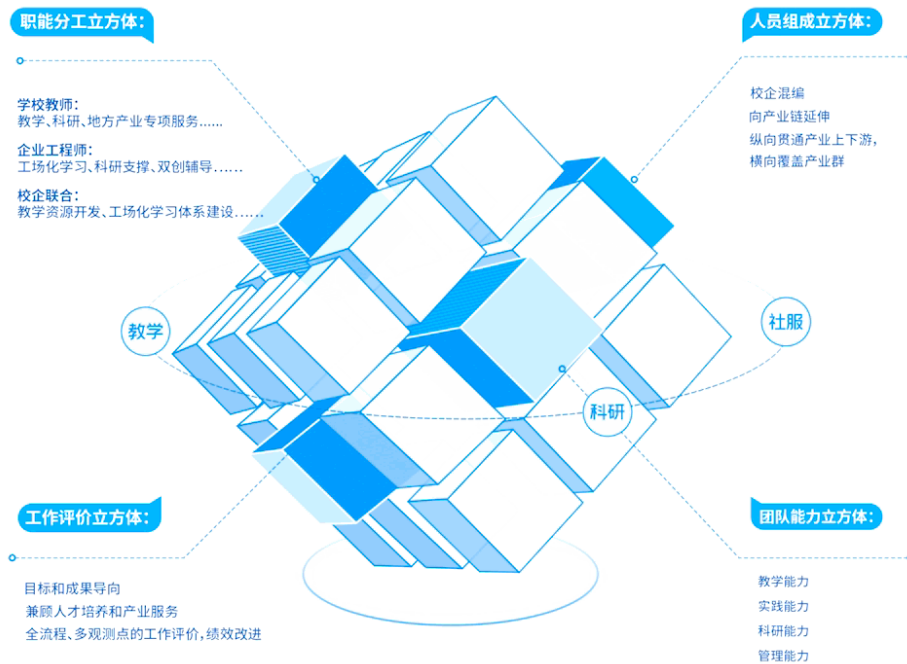 职能分工立方体:
学校教师:
教学、科研、地方产业专项服务......
企业工程师:
工场化学习、科研支撑、双创辅导......
校企联合:
教学资源开发、工场化学习体系建设......
人员组成立方体:
校企混编
向产业链延伸
纵向贯通产业上下游,
横向覆盖产业群
教学
社服
科研
工作评价立方体:
目标和成果导向
兼顾人才培养和产业服务
全流程、多观测点的工作评价,绩效改进
团队能力立方体:
教学能力
实践能力
科研能力
管理能力